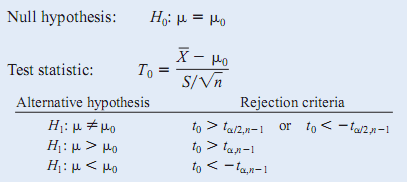 Null hypothesis: H₀: μ = μ₀
Test statistic: T₀ = (X̄ − μ₀) / (S/√n)
Alternative hypothesis Rejection criteria
H₁: μ ≠ μ₀ t₀ > t_{α/2,n−1} or t₀ < −t_{α/2,n−1}
H₁: μ > μ₀ t₀ > t_{α,n−1}
H₁: μ < μ₀ t₀ < −t_{α,n−1}